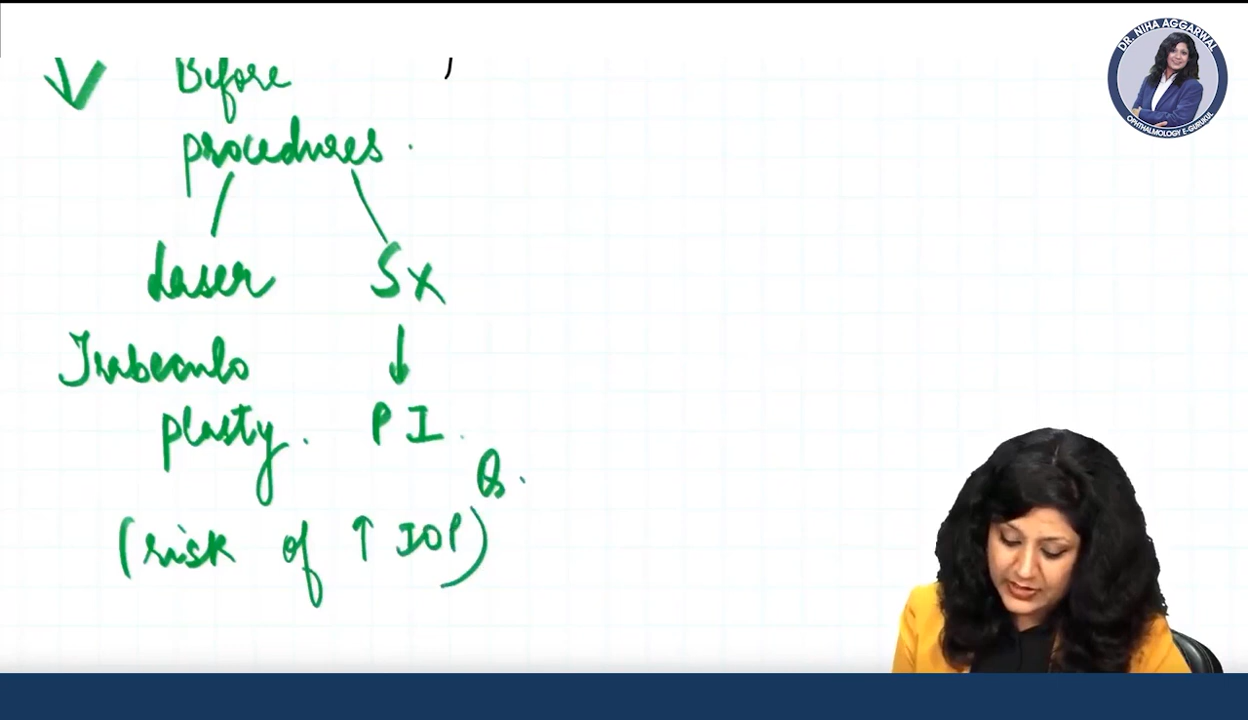 Before
procedures.
Laser Sx
Trabeculo
plasty. PI.
Q.
(risk of ↑ IOP)
DR. NIHA AGGARWAL
OPHTHALMOLOGY E-GURUKUL